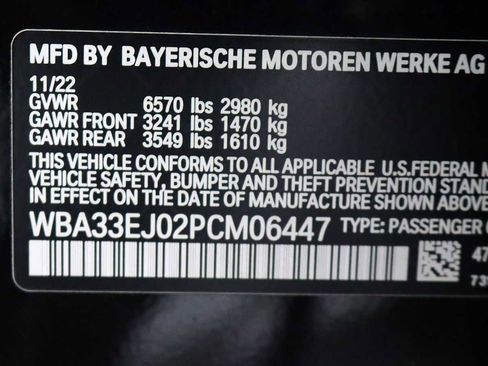 MFD BY BAYERISCHE MOTOREN WERKE AG
11/22
GVWR 6570 lbs 2980 kg
GAWR FRONT 3241 lbs 1470 kg
GAWR REAR 3549 lbs 1610 kg
THIS VEHICLE CONFORMS TO ALL APPLICABLE U.S.FEDERAL M
VEHICLE SAFETY, BUMPER AND THEFT PREVENTION STAND
IN EFFECT ON THE DATE OF MANUFACTURE SHOWN ABOVE
WBA33EJ02PCM06447 TYPE: PASSENGER
47